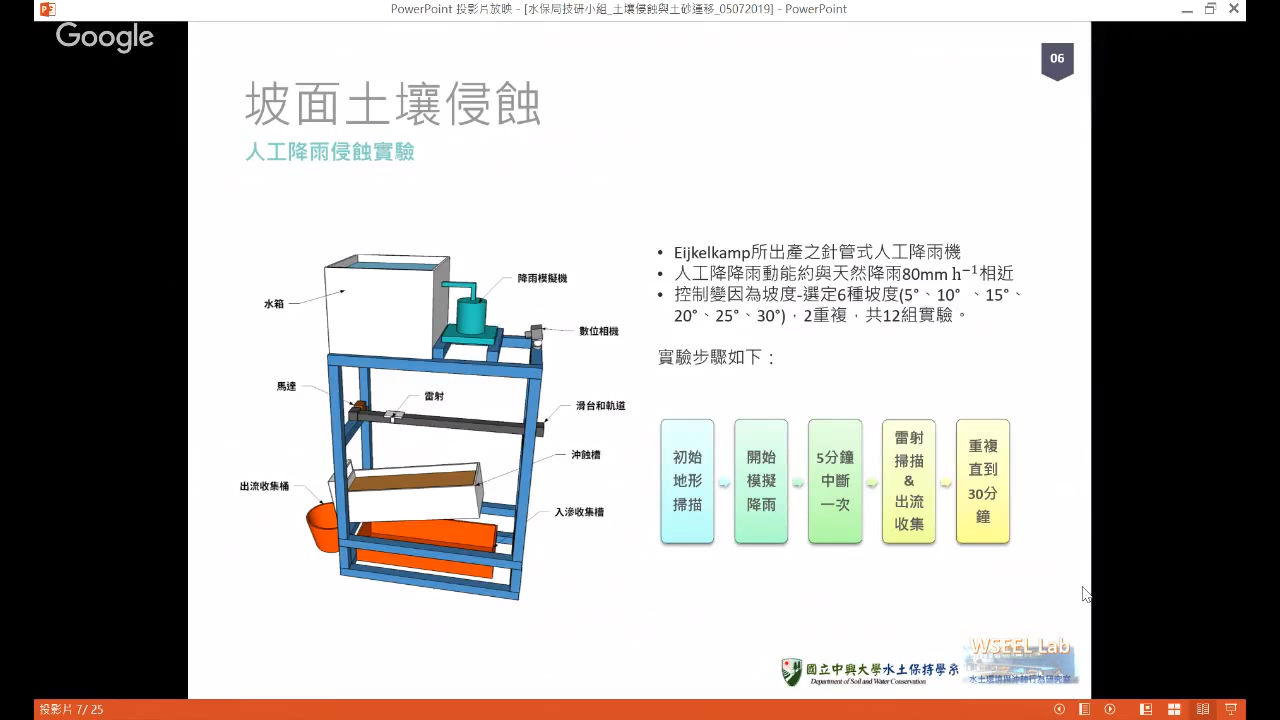 PowerPoint 投影片放映 - [水保局技研小組_土壤侵蝕與土砂運移_05072019] - PowerPoint
Google
06
坡面土壤侵蝕
人工降雨侵蝕實驗
• Eijkelkamp所出產之針管式人工降雨機
• 人工降降雨動能約與天然降雨80mm h⁻¹相近
• 控制變因為坡度-選定6種坡度(5°、10° 、15°、
20°、25°、30°)，2重複，共12組實驗。
實驗步驟如下：
降雨模擬機
水箱
數位相機
馬達
雷射
滑台和軌道
沖蝕槽
出流收集桶
入滲收集槽
初始
地形
掃描
開始
模擬
降雨
5分鐘
中斷
一次
雷射
掃描
&
出流
收集
重複
直到
30分
鐘
國立中興大學水土保持學系
Department of Soil and Water Conservation
WSEEL Lab
投影片 7/25